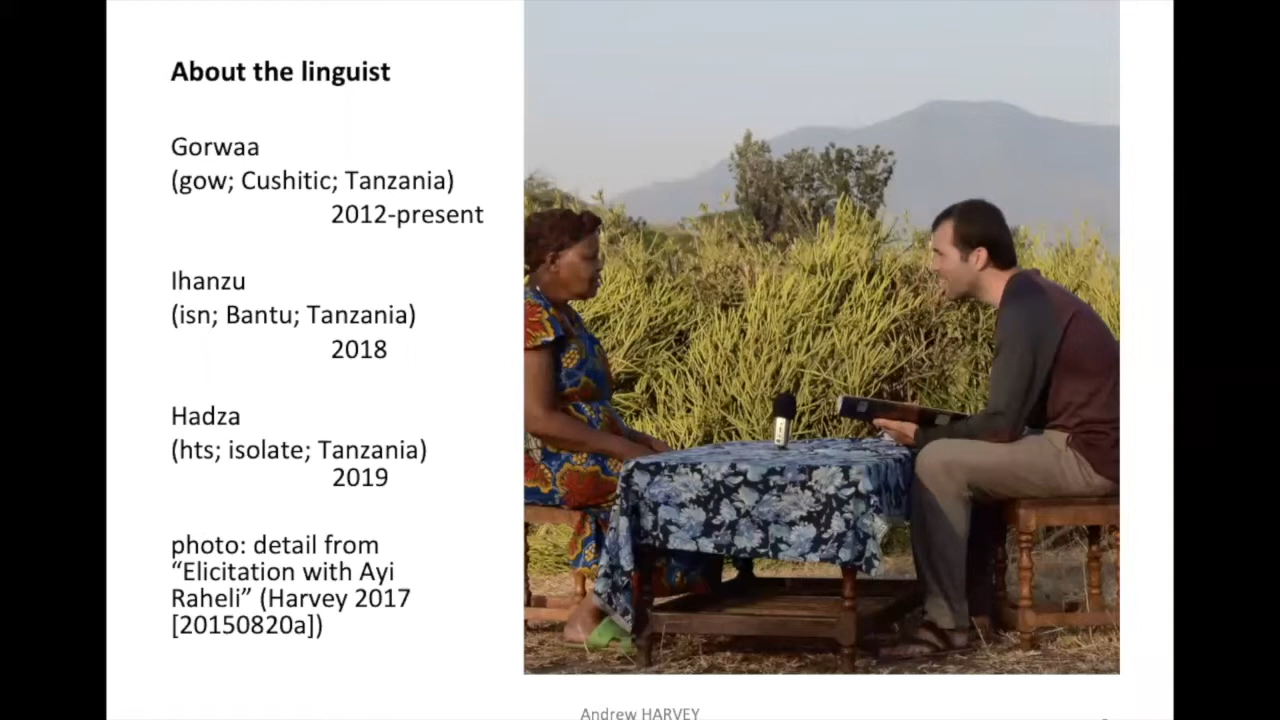 About the linguist
Gorwaa
(gow; Cushitic; Tanzania)
2012-present
Ihanzu
(isn; Bantu; Tanzania)
2018
Hadza
(hts; isolate; Tanzania)
2019
photo: detail from
“Elicitation with Ayi
Raheli” (Harvey 2017
[20150820a])
Andrew HARVEY